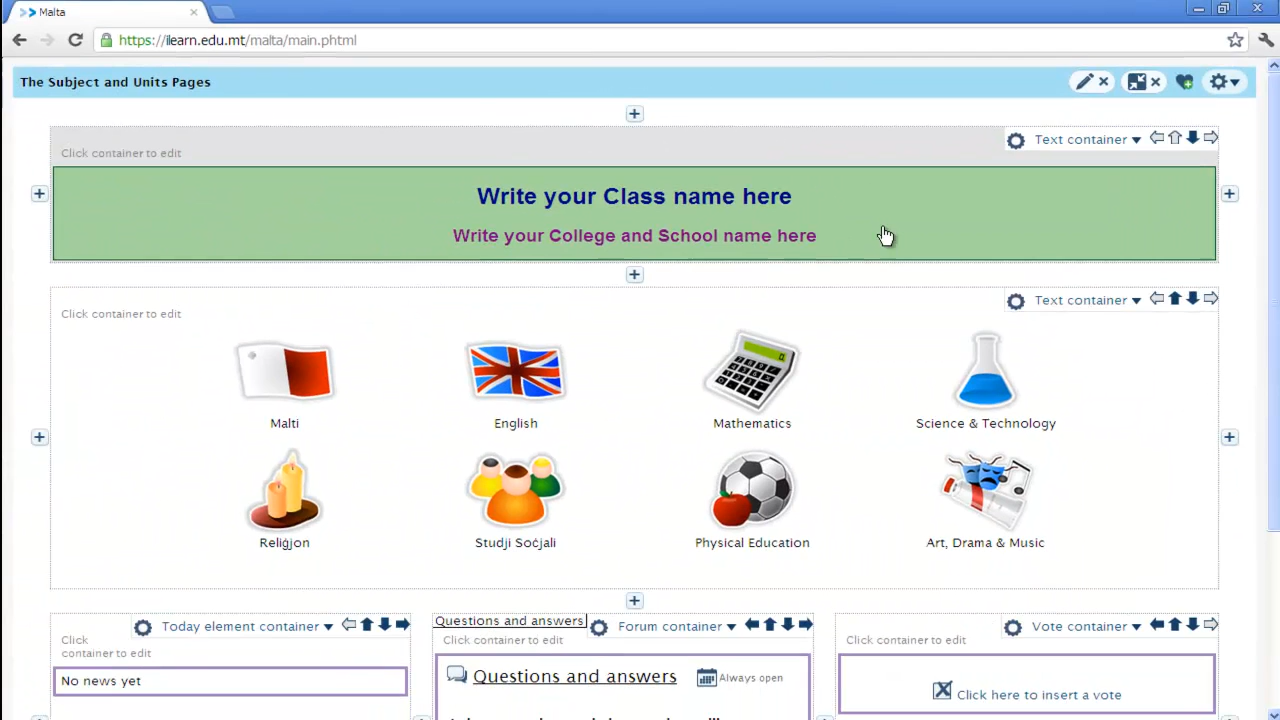 Malta
https://ilearn.edu.mt/malta/main.phtml
The Subject and Units Pages
Text container
Click container to edit
Write your Class name here
Write your College and School name here
Text container
Click container to edit
Malti
English
Mathematics
Science & Technology
Reliġjon
Studji Soċjali
Physical Education
Art, Drama & Music
Today element container
Click
container to edit
No news yet
Questions and answers
Forum container
Click container to edit
Questions and answers
Always open
Vote container
Click container to edit
Click here to insert a vote